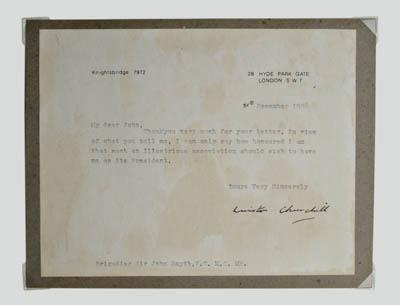 Knightsbridge 7972
28 HYDE PARK GATE
LONDON S W 7
December
My dear John,
Thankyou very much for your letter. In view
of what you tell me, I can only say how honoured I am
that such an illustrious association should wish to have
me as its President.
Yours Very Sincerely
Winston Churchill
Brigadier Sir John Smyth, V.C. M.C. MP.